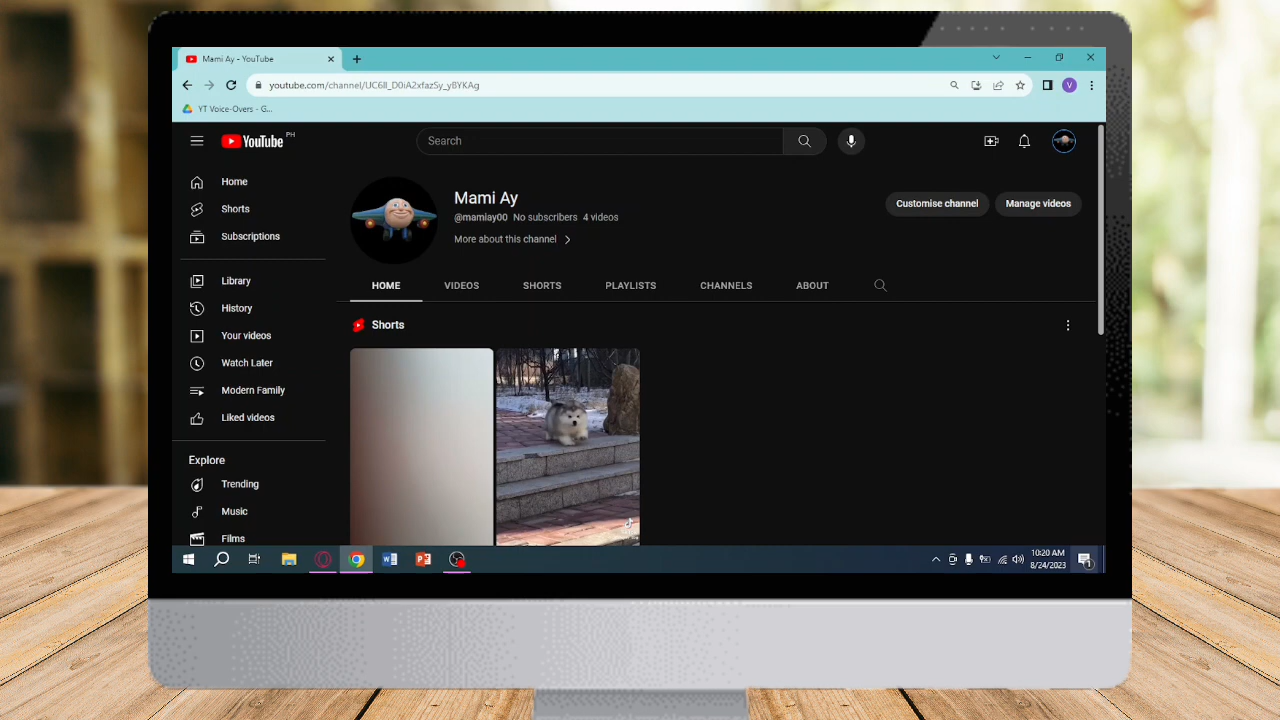 Mami Ay - YouTube
youtube.com/channel/UC6ll_D0iA2xfazSy_yBYKAg
V
YT Voice-Overs - G...
YouTube PH
Search
Home
Shorts
Subscriptions
Library
History
Your videos
Watch Later
Modern Family
Liked videos
Explore
Trending
Music
Films
Mami Ay
@mamiay00 No subscribers 4 videos
More about this channel
Customise channel
Manage videos
HOME VIDEOS SHORTS PLAYLISTS CHANNELS ABOUT
Shorts
W
P
10:20 AM
8/24/2023
1